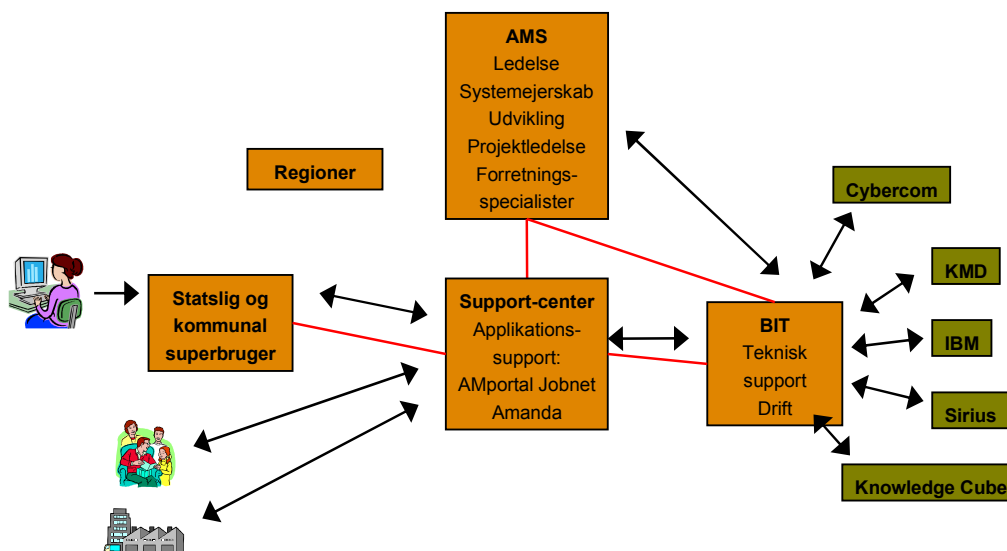 AMS
Ledelse
Systemejerskab
Udvikling
Projektledelse
Forretnings-
specialister
Regioner
Cybercom
KMD
Statslig og
kommunal
superbruger
Support-center
Applikations-
support:
AMportal Jobnet
Amanda
BIT
Teknisk
support
Drift
IBM
Sirius
Knowledge Cube